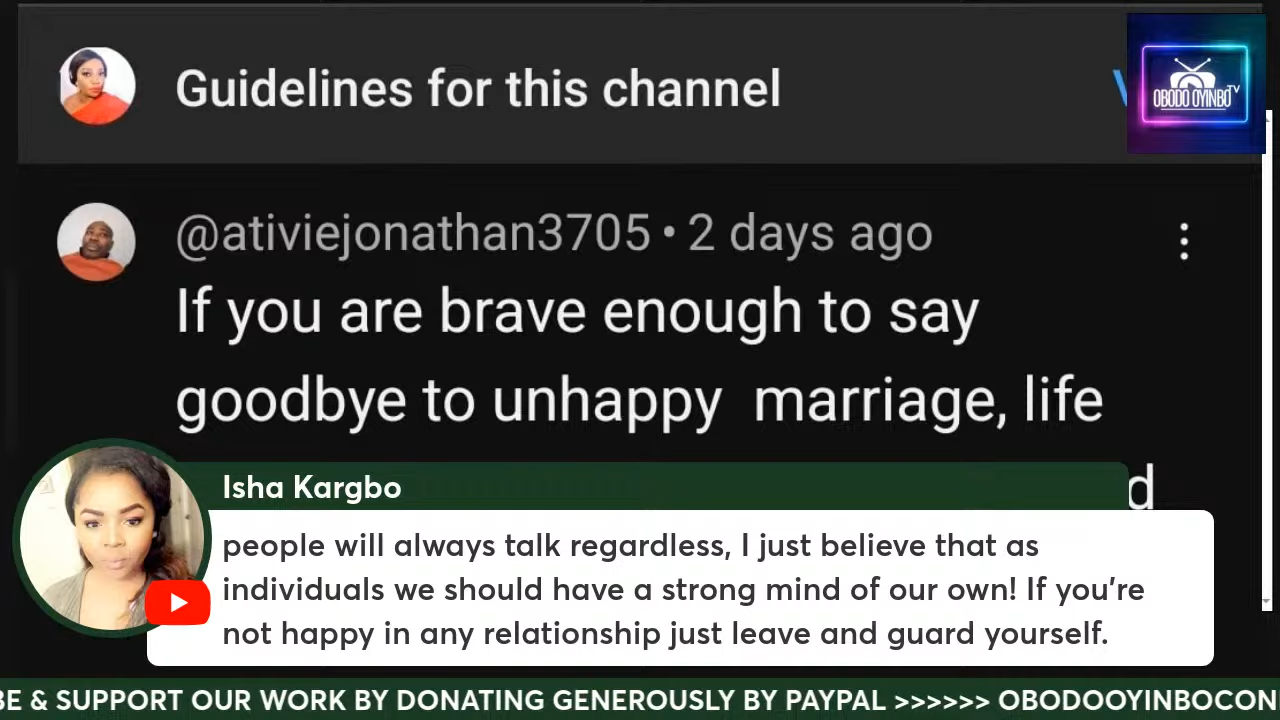 Guidelines for this channel
OBODO OYINBO TV
@ativiejonathan3705 • 2 days ago
If you are brave enough to say
goodbye to unhappy marriage, life
Isha Kargbo
people will always talk regardless, I just believe that as
individuals we should have a strong mind of our own! If you're
not happy in any relationship just leave and guard yourself.
& SUPPORT OUR WORK BY DONATING GENEROUSLY BY PAYPAL >>>>>> OBODOOYINBOCON